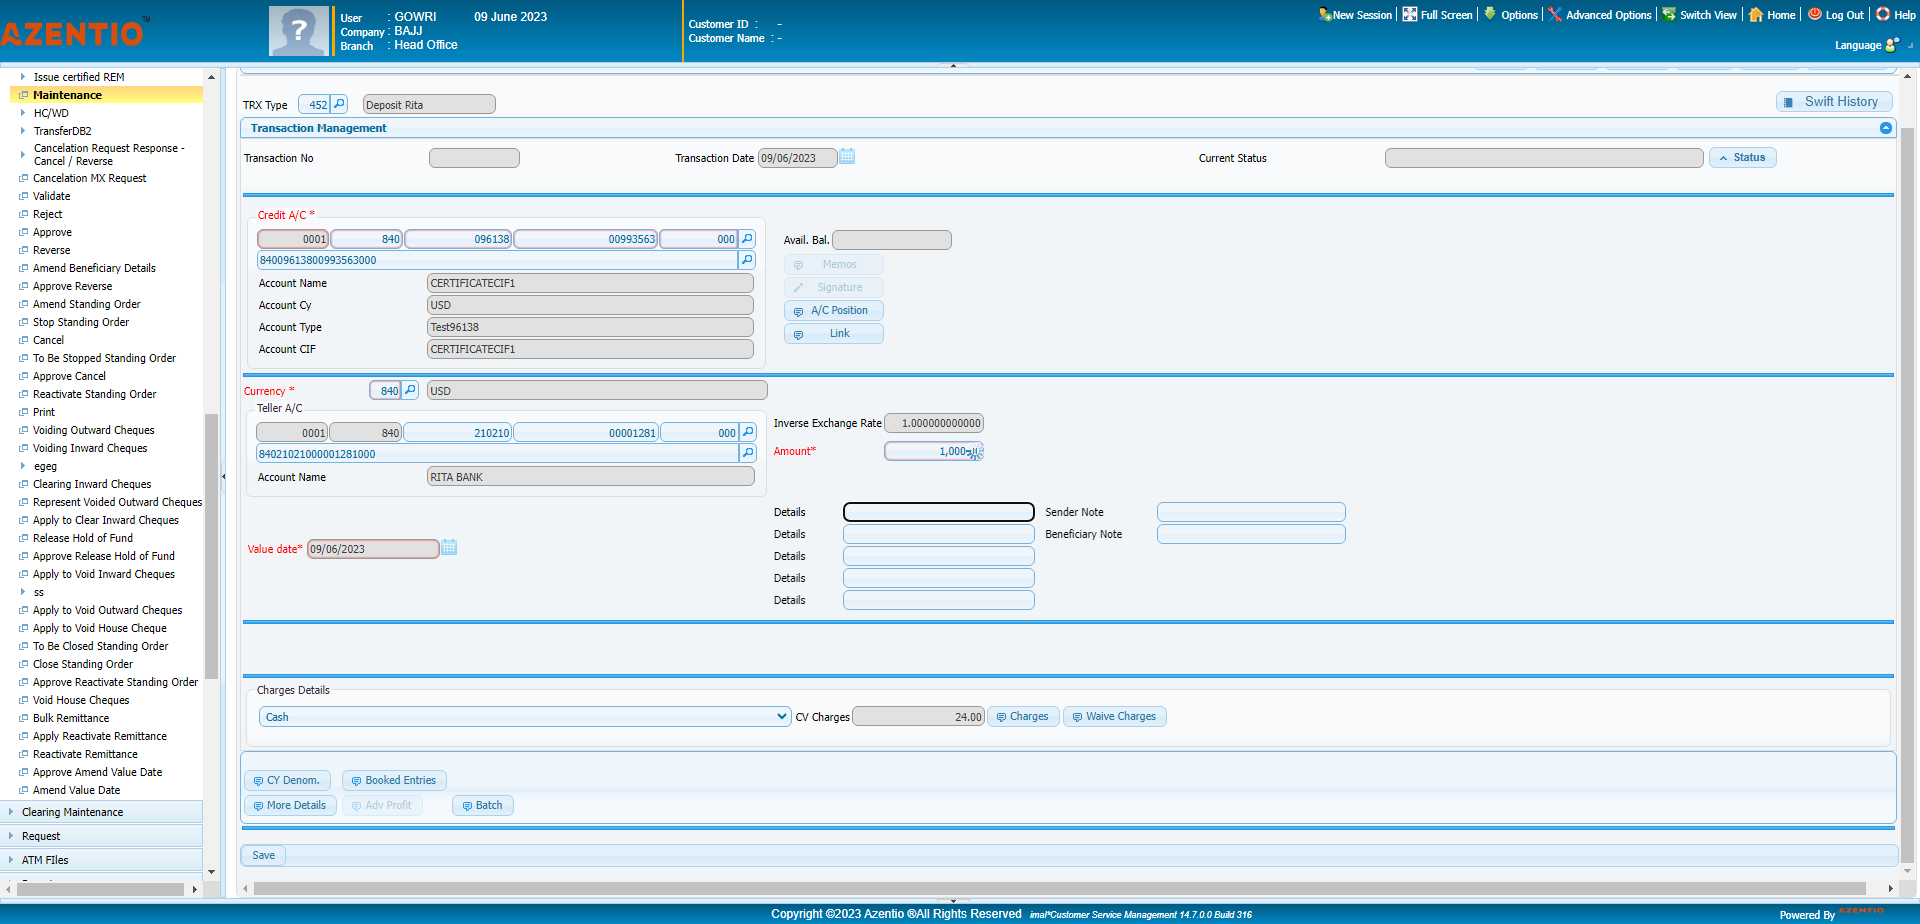 AZENTIO™
User : GOWRI 09 June 2023
Company : BAJJ
Branch : Head Office
Customer ID : -
Customer Name : -
New Session Full Screen Options Advanced Options Switch View Home Log Out Help
Language
Issue certified REM
Maintenance
HC/WD
TransferDB2
Cancelation Request Response -
Cancel / Reverse
Cancelation MX Request
Validate
Reject
Approve
Reverse
Amend Beneficiary Details
Approve Reverse
Amend Standing Order
Stop Standing Order
Cancel
To Be Stopped Standing Order
Approve Cancel
Reactivate Standing Order
Print
Voiding Outward Cheques
Voiding Inward Cheques
egeg
Clearing Inward Cheques
Represent Voided Outward Cheques
Apply to Clear Inward Cheques
Release Hold of Fund
Approve Release Hold of Fund
Apply to Void Inward Cheques
ss
Apply to Void Outward Cheques
Apply to Void House Cheque
To Be Closed Standing Order
Close Standing Order
Approve Reactivate Standing Order
Void House Cheques
Bulk Remittance
Apply Reactivate Remittance
Reactivate Remittance
Approve Amend Value Date
Amend Value Date
Clearing Maintenance
Request
ATM FIles
TRX Type 452 Deposit Rita
Swift History
Transaction Management
Transaction No Transaction Date 09/06/2023 Current Status Status
Credit A/C *
0001 840 096138 00993563 000
84009613800993563000
Account Name CERTIFICATECIF1
Account Cy USD
Account Type Test96138
Account CIF CERTIFICATECIF1
Avail. Bal.
Memos
Signature
A/C Position
Link
Currency * 840 USD
Teller A/C
0001 840 210210 00001281 000
84021021000001281000
Account Name RITA BANK
Inverse Exchange Rate 1.000000000000
Amount* 1,000
Value date* 09/06/2023
Details Sender Note
Details Beneficiary Note
Details
Details
Details
Charges Details
Cash CV Charges 24.00 Charges Waive Charges
CY Denom. Booked Entries
More Details Adv Profit Batch
Save
Copyright ©2023 Azentio ®All Rights Reserved imal*Customer Service Management 14.7.0.0 Build 316
Powered By AZENTIO